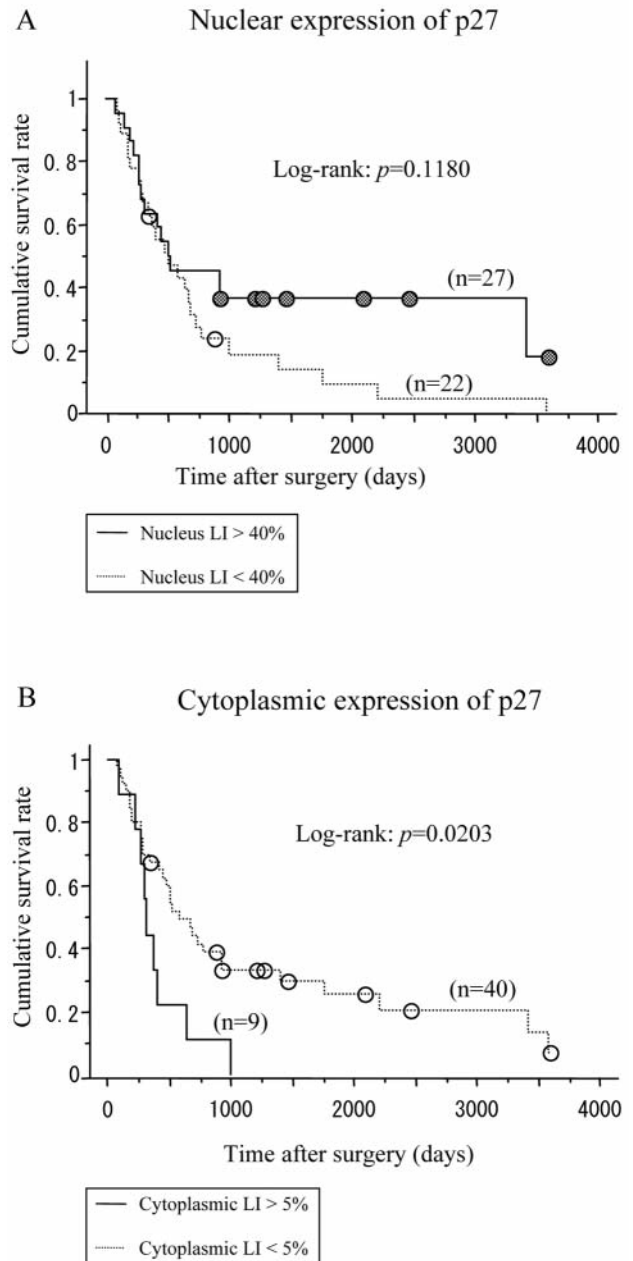 A
Nuclear expression of p27
Cumulative survival rate
1
0.8
0.6
0.4
0.2
0
Log-rank: p=0.1180
(n=27)
(n=22)
0 1000 2000 3000 4000
Time after surgery (days)
Nucleus LI > 40%
Nucleus LI < 40%
B
Cytoplasmic expression of p27
Cumulative survival rate
1
0.8
0.6
0.4
0.2
0
Log-rank: p=0.0203
(n=9)
(n=40)
0 1000 2000 3000 4000
Time after surgery (days)
Cytoplasmic LI > 5%
Cytoplasmic LI < 5%